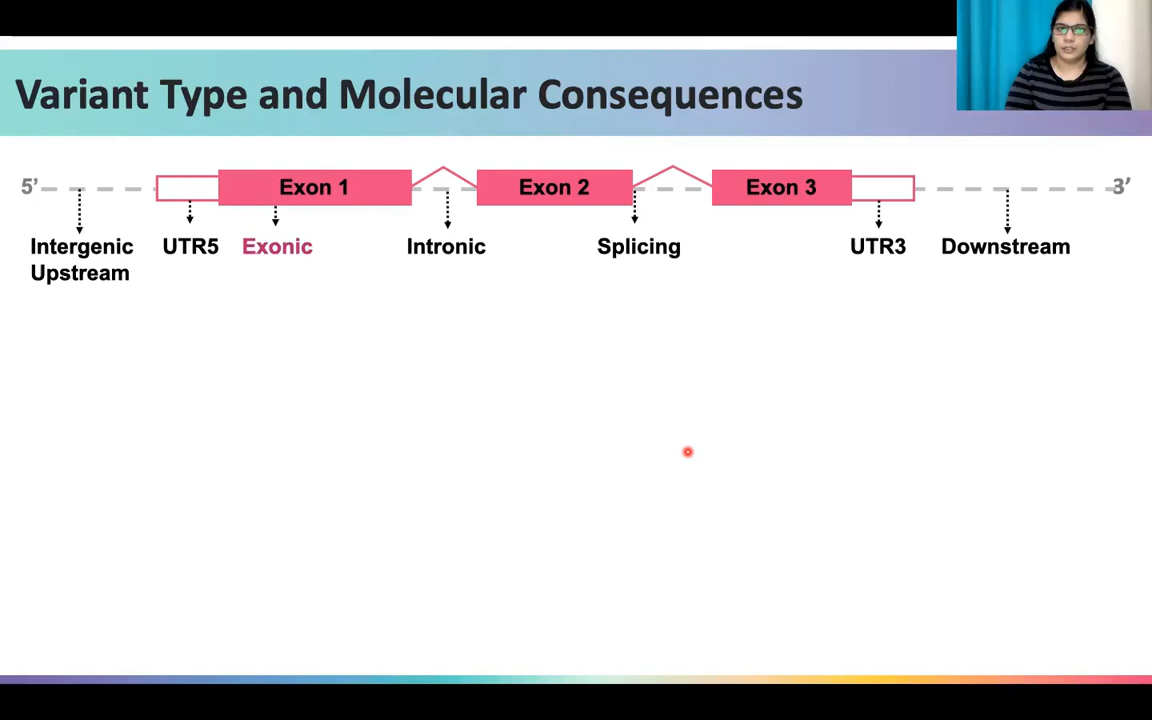 Variant Type and Molecular Consequences
5’ Exon 1 Exon 2 Exon 3 3’
Intergenic UTR5 Exonic Intronic Splicing UTR3 Downstream
Upstream